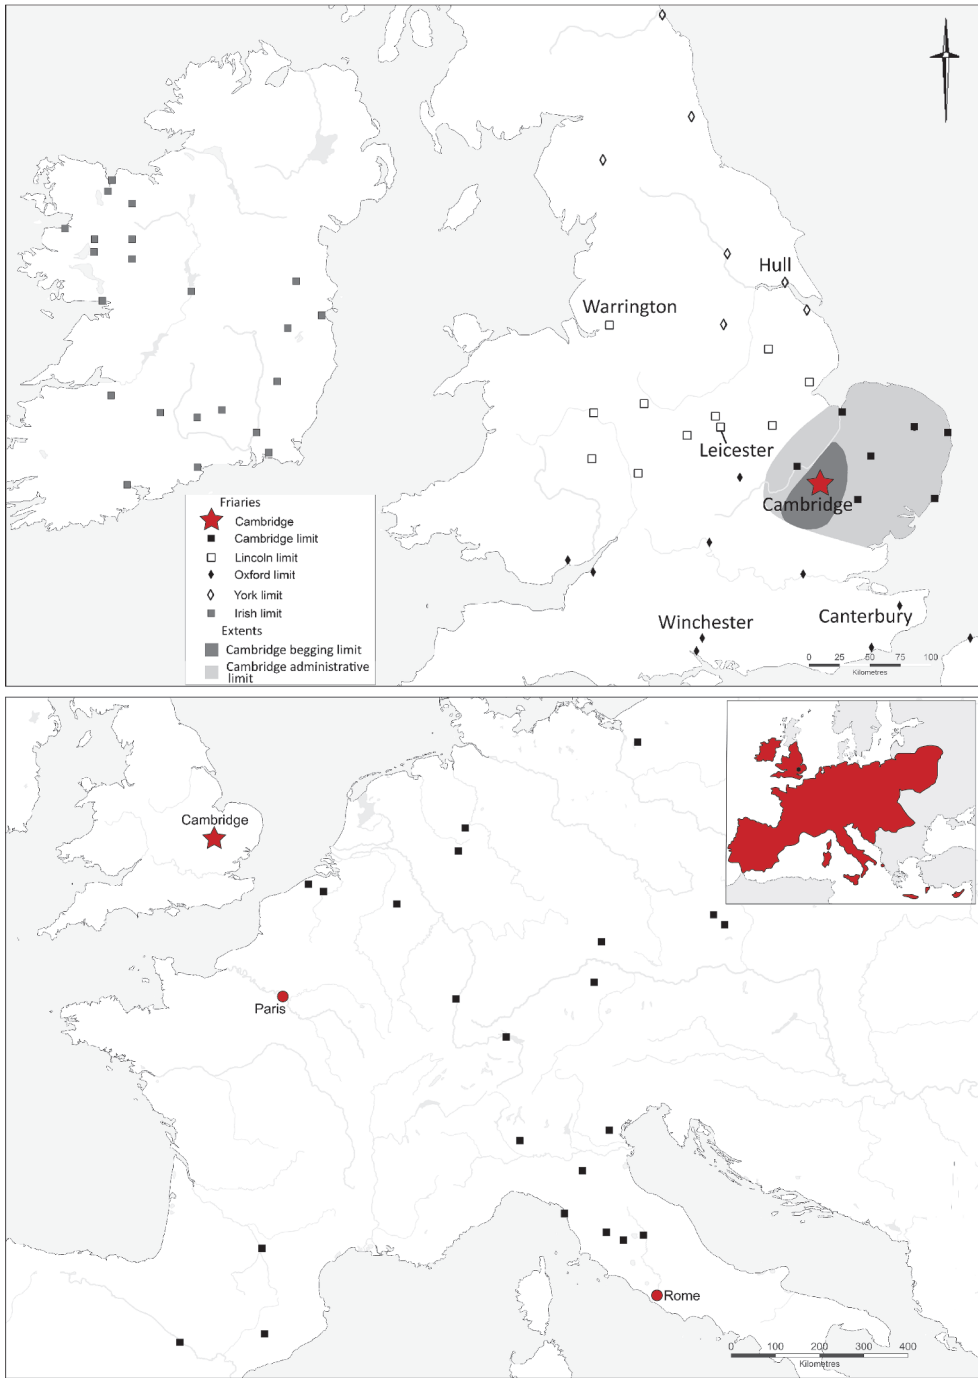 Hull
Warrington
Leicester
Cambridge
Winchester
Canterbury
Friaries
Cambridge
Cambridge limit
Lincoln limit
Oxford limit
York limit
Irish limit
Extents
Cambridge begging limit
Cambridge administrative
limit
0 25 50 75 100
Kilometres
Cambridge
Paris
Rome
0 100 200 300 400
Kilometres